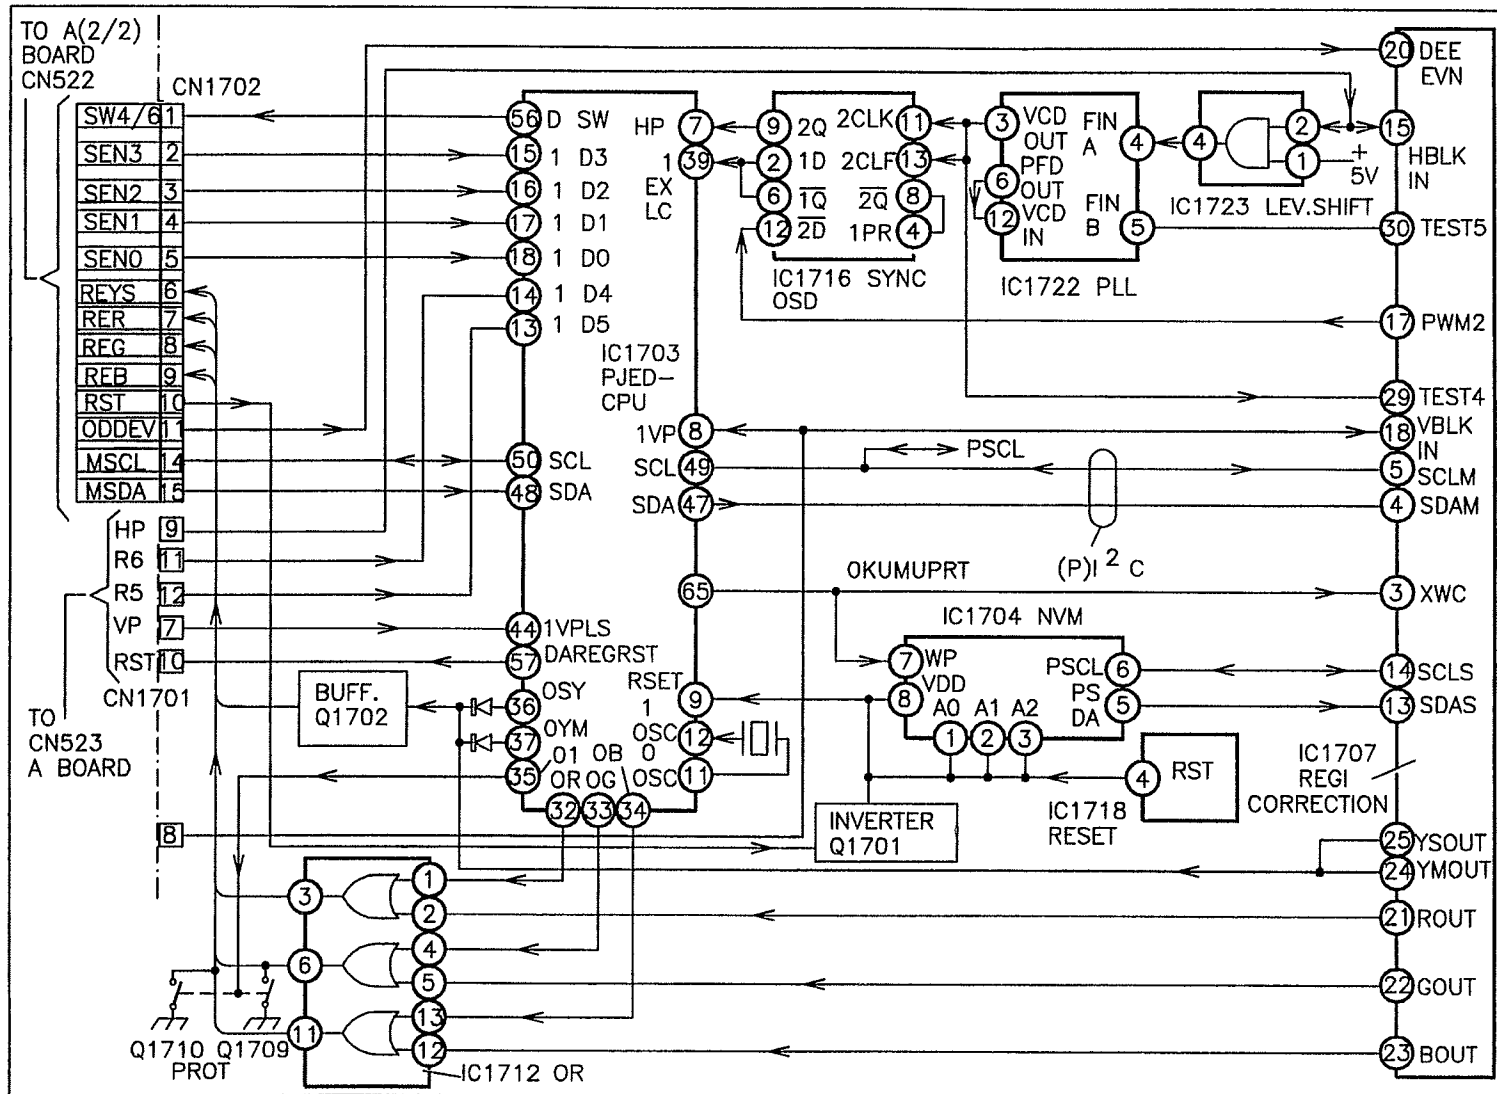 TO A(2/2)
BOARD
CN522
CN1702
SW4/6 1
SEN3 2
SEN2 3
SEN1 4
SEN0 5
REYS 6
RER 7
REG 8
REB 9
RST 10
ODDEV 11
MSCL 14
MSDA 15
HP 9
R6 11
R5 12
VP 7
RST 10
CN1701
TO
CN523
A BOARD
8
56 D SW
15 1 D3
16 1 D2
17 1 D1
18 1 D0
14 1 D4
13 1 D5
50 SCL
48 SDA
44 1VPLS
57 DAREGRST
36 OSY
37 OYM
35 O1
OR OG OB
32 33 34
HP 7
1 39
EX
LC
IC1703
PJED-
CPU
1VP 8
SCL 49
SDA 47
65
RSET 9
1
OSC 12
O
OSC 11
BUFF.
Q1702
9 2Q
2 1D
6 1Q
12 2D
2CLK 11
2CLF 13
2Q 8
1PR 4
IC1716 SYNC
OSD
3 VCD
OUT
6 PFD
OUT
12 VCD
IN
FIN 4
A
FIN 5
B
IC1722 PLL
4
2
1
+
5V
IC1723 LEV.SHIFT
PSCL
(P)I 2 C
OKUMUPRT
IC1704 NVM
7 WP
8 VDD
A0 A1 A2
1 2 3
PSCL 6
PS 5
DA
4 RST
IC1718
RESET
INVERTER
Q1701
20 DEE
EVN
15 HBLK
IN
30 TEST5
17 PWM2
29 TEST4
18 VBLK
IN
5 SCLM
4 SDAM
3 XWC
14 SCLS
13 SDAS
IC1707
REGI
CORRECTION
25 YSOUT
24 YMOUT
21 ROUT
22 GOUT
23 BOUT
3
6
11
1
2
4
5
13
12
IC1712 OR
Q1710 Q1709
PROT